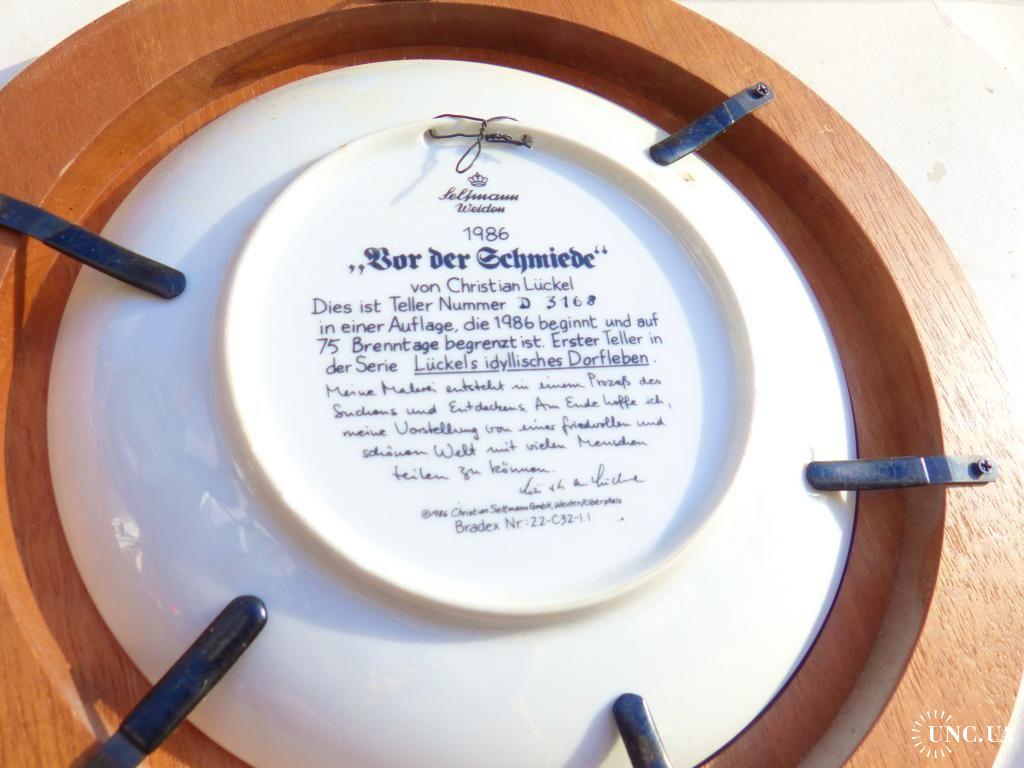 Seltmann
Weiden
1986
„Vor der Schmiede“
von Christian Lückel
Dies ist Teller Nummer D 3168
in einer Auflage, die 1986 beginnt und auf
75 Brenntage begrenzt ist. Erster Teller in
der Serie Lückels idyllisches Dorfleben.
Meine Malerei entsteht in einem Prozeß des
Suchens und Entdeckens. Am Ende hoffe ich,
meine Vorstellung von einer friedvollen und
schönen Welt mit vielen Menschen
teilen zu können.
Christian Lückel
©1986 Christian Seltmann GmbH, Weiden/Oberpfalz
Bradex Nr.: 22-C32-1.1
UNC.UA